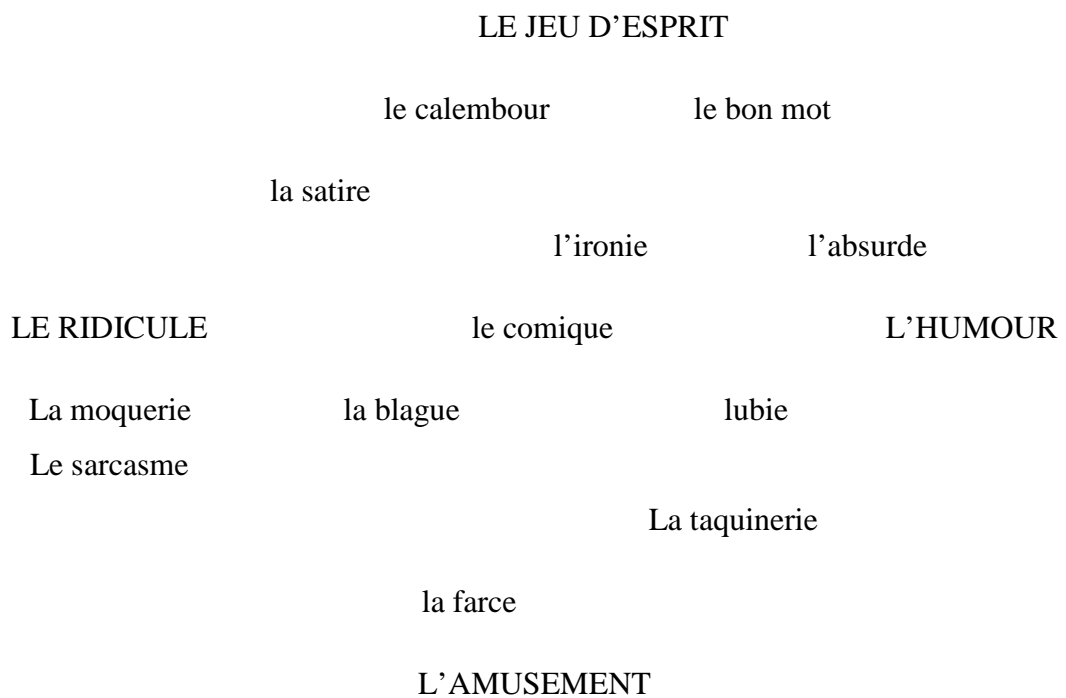 LE JEU D’ESPRIT
le calembour le bon mot
la satire
l’ironie l’absurde
LE RIDICULE le comique L’HUMOUR
La moquerie la blague lubie
Le sarcasme
La taquinerie
la farce
L’AMUSEMENT